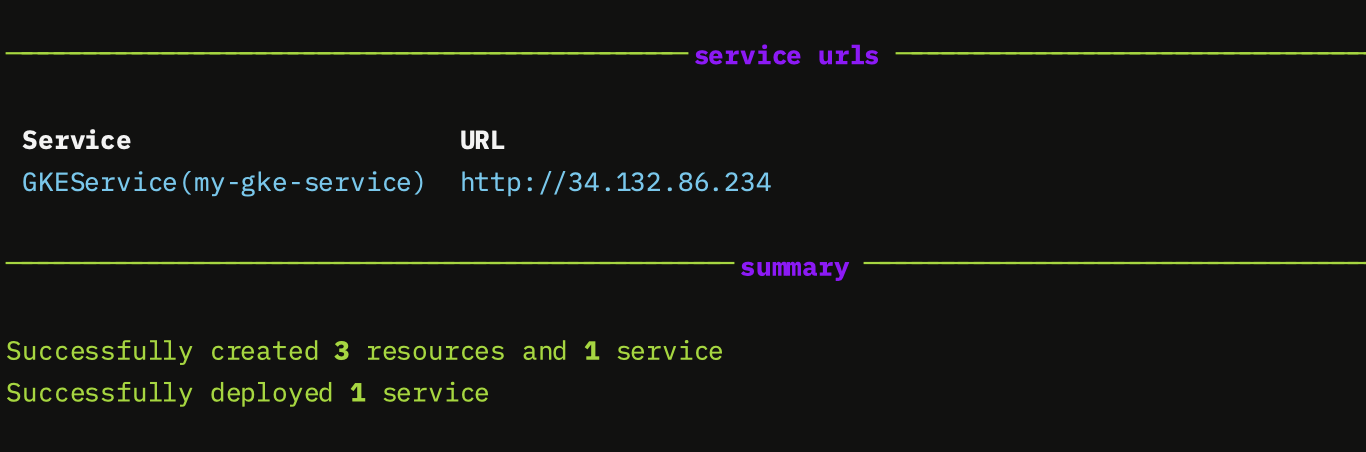 service urls
Service URL
GKEService(my-gke-service) http://34.132.86.234
summary
Successfully created 3 resources and 1 service
Successfully deployed 1 service